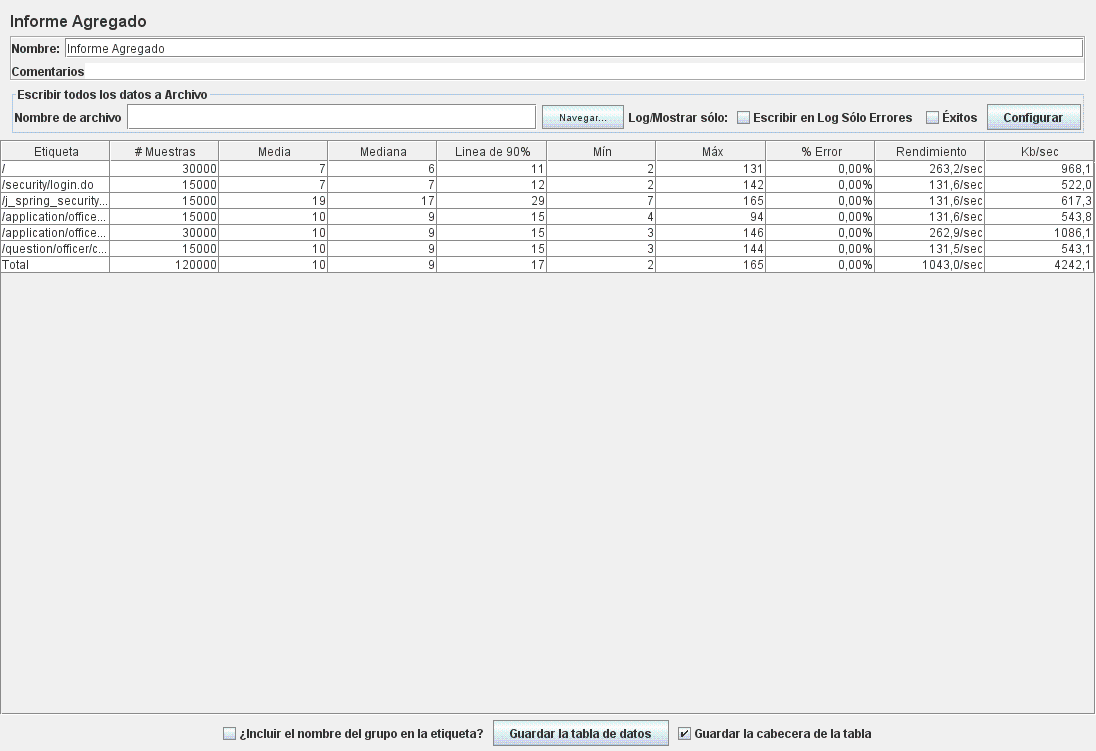 Informe Agregado
Nombre: Informe Agregado
Comentarios
Escribir todos los datos a Archivo
Nombre de archivo Navegar... Log/Mostrar sólo: Escribir en Log Sólo Errores Éxitos Configurar
Etiqueta # Muestras Media Mediana Linea de 90% Mín Máx % Error Rendimiento Kb/sec
/ 30000 7 6 11 2 131 0,00% 263,2/sec 968,1
/security/login.do 15000 7 7 12 2 142 0,00% 131,6/sec 522,0
/j_spring_security... 15000 19 17 29 7 165 0,00% 131,6/sec 617,3
/application/office... 15000 10 9 15 4 94 0,00% 131,6/sec 543,8
/application/office... 30000 10 9 15 3 146 0,00% 262,9/sec 1086,1
/question/officer/c... 15000 10 9 15 3 144 0,00% 131,5/sec 543,1
Total 120000 10 9 17 2 165 0,00% 1043,0/sec 4242,1
¿Incluir el nombre del grupo en la etiqueta? Guardar la tabla de datos Guardar la cabecera de la tabla